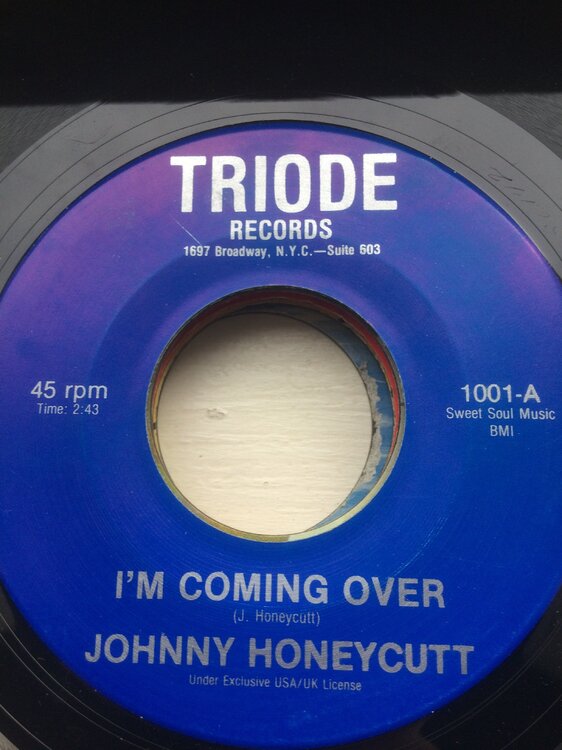 TRIODE
RECORDS
1697 Broadway, N.Y.C.—Suite 603
45 rpm
Time: 2:43
1001-A
Sweet Soul Music
BMI
I'M COMING OVER
(J. Honeycutt)
JOHNNY HONEYCUTT
Under Exclusive USA/UK License